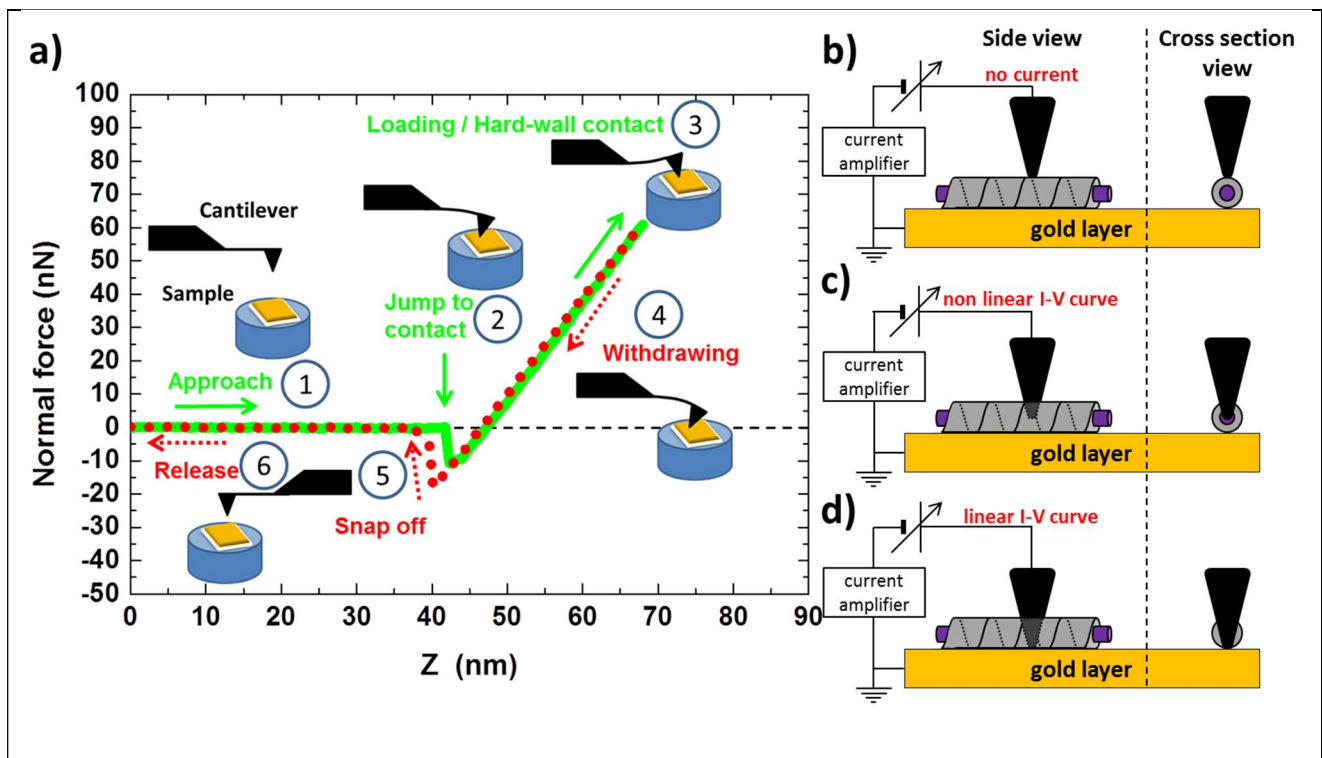 a)
100
90
80
70
60
50
40
30
20
10
0
-10
-20
-30
-40
-50
Normal force (nN)
0 10 20 30 40 50 60 70 80 90
Z (nm)
Loading / Hard-wall contact 3
Cantilever
Sample
Jump to
contact
2
4
Withdrawing
Approach 1
Release 6
5
Snap off
b)
Side view
Cross section
view
no current
current
amplifier
gold layer
c)
non linear I-V curve
current
amplifier
gold layer
d)
linear I-V curve
current
amplifier
gold layer